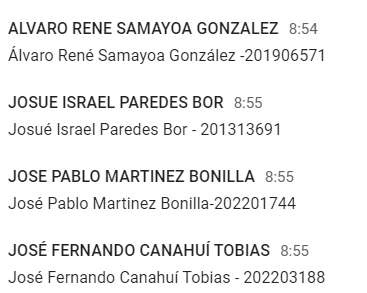 ALVARO RENE SAMAYOA GONZALEZ 8:54
Álvaro René Samayoa González -201906571
JOSUE ISRAEL PAREDES BOR 8:55
Josué Israel Paredes Bor - 201313691
JOSE PABLO MARTINEZ BONILLA 8:55
José Pablo Martinez Bonilla-202201744
JOSÉ FERNANDO CANAHUÍ TOBIAS 8:55
José Fernando Canahuí Tobias - 202203188